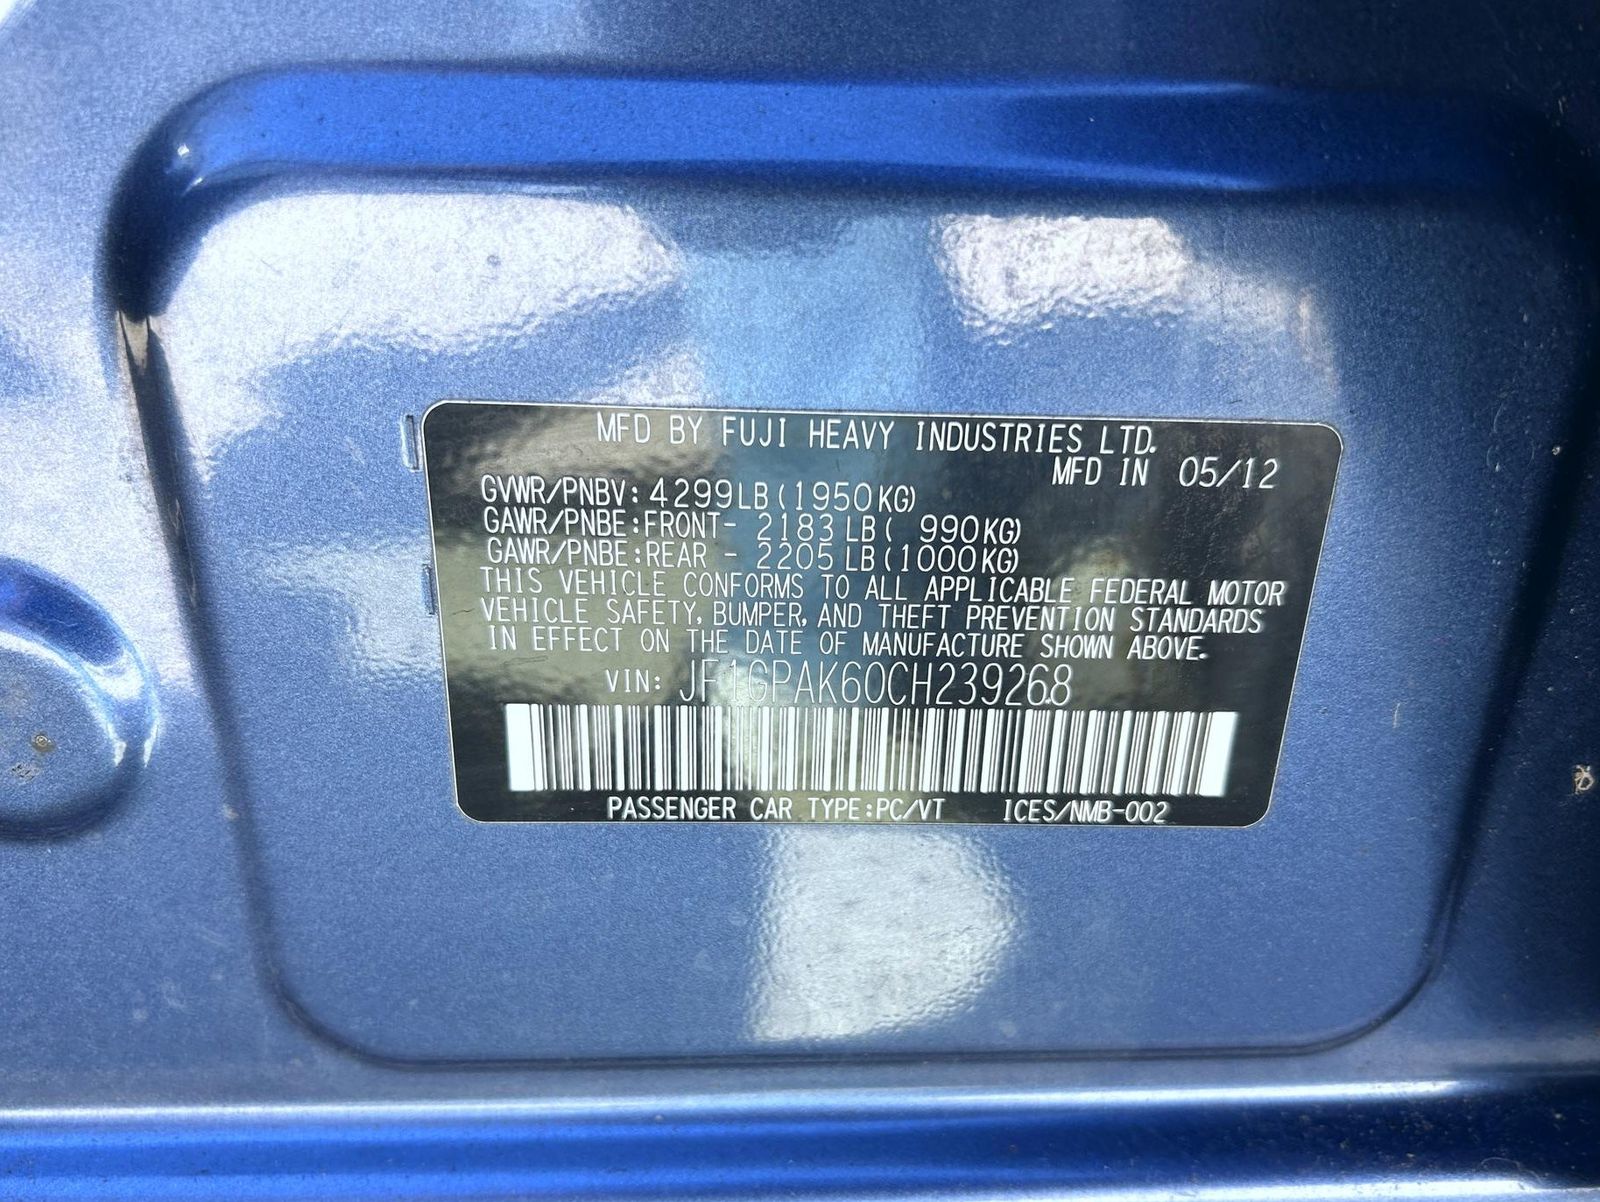 MFD BY FUJI HEAVY INDUSTRIES LTD.
MFD IN 05/12
GVWR/PNBV: 4299LB(1950KG)
GAWR/PNBE:FRONT- 2183LB( 990KG)
GAWR/PNBE:REAR - 2205LB(1000KG)
THIS VEHICLE CONFORMS TO ALL APPLICABLE FEDERAL MOTOR
VEHICLE SAFETY, BUMPER, AND THEFT PREVENTION STANDARDS
IN EFFECT ON THE DATE OF MANUFACTURE SHOWN ABOVE.
VIN: JF1GPAK60CH239268
PASSENGER CAR TYPE:PC/VT ICES/NMB-002